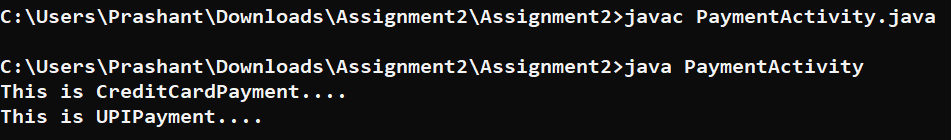 C:\Users\Prashant\Downloads\Assignment2\Assignment2>javac PaymentActivity.java
C:\Users\Prashant\Downloads\Assignment2\Assignment2>java PaymentActivity
This is CreditCardPayment....
This is UPIPayment....